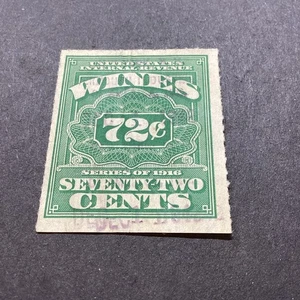 UNITED STATES
INTERNAL REVENUE
WINES
72¢
SERIES OF 1916
SEVENTY-TWO
CENTS